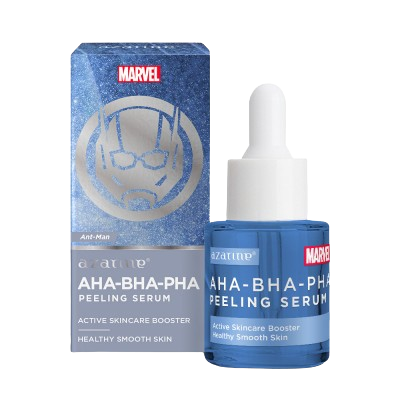 MARVEL
Ant-Man
azarine
AHA-BHA-PHA
PEELING SERUM
ACTIVE SKINCARE BOOSTER
HEALTHY SMOOTH SKIN
azarine
MARVEL
AHA-BHA-PHA
PEELING SERUM
Active Skincare Booster
Healthy Smooth Skin